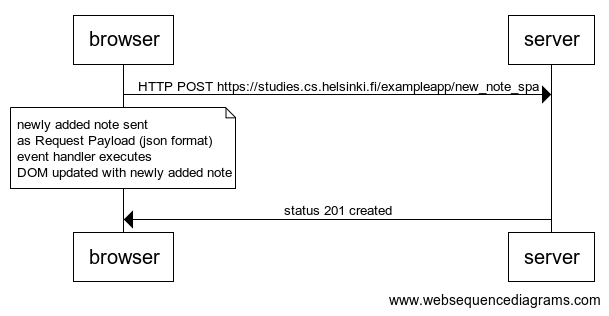 browser
server
HTTP POST https://studies.cs.helsinki.fi/exampleapp/new_note_spa
newly added note sent
as Request Payload (json format)
event handler executes
DOM updated with newly added note
status 201 created
browser
server
www.websequencediagrams.com